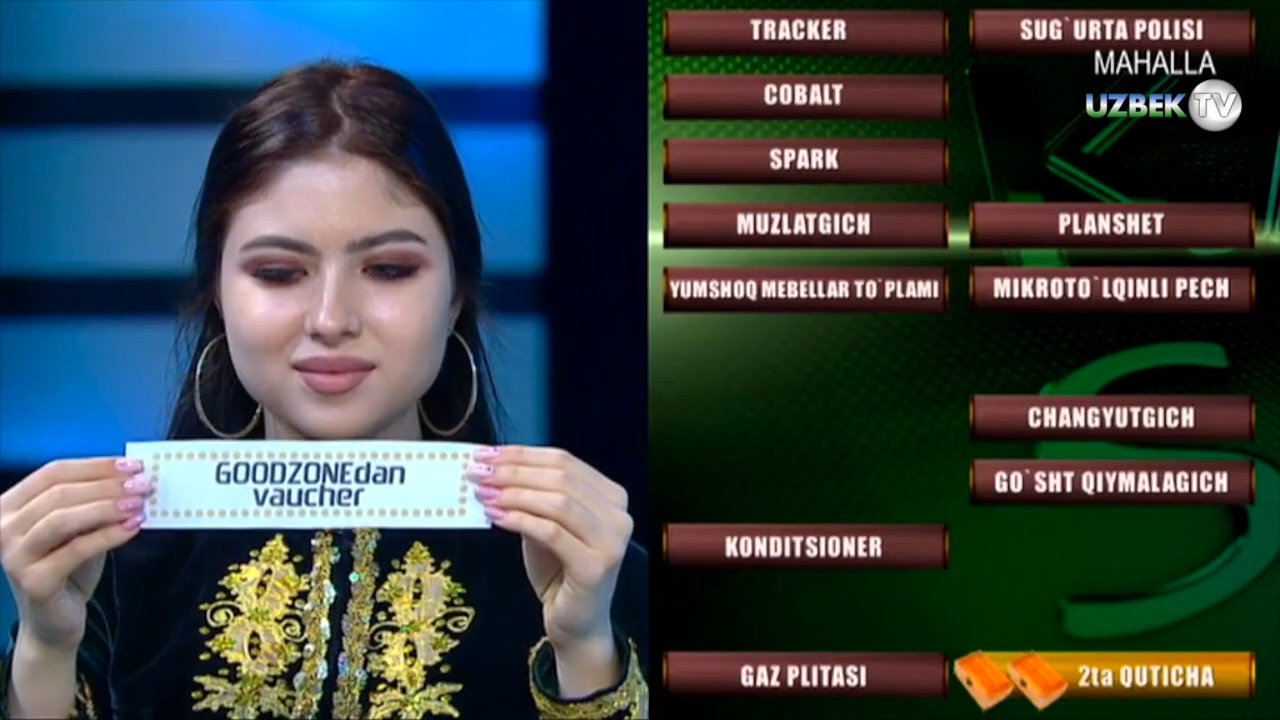 GOODZONEdan
vaucher
TRACKER
COBALT
SPARK
MUZLATGICH
YUMSHOQ MEBELLAR TO`PLAMI
KONDITSIONER
GAZ PLITASI
SUG`URTA POLISI
MAHALLA
UZBEK TV
PLANSHET
MIKROTO`LQINLI PECH
CHANGYUTGICH
GO`SHT QIYMALAGICH
2ta QUTICHA